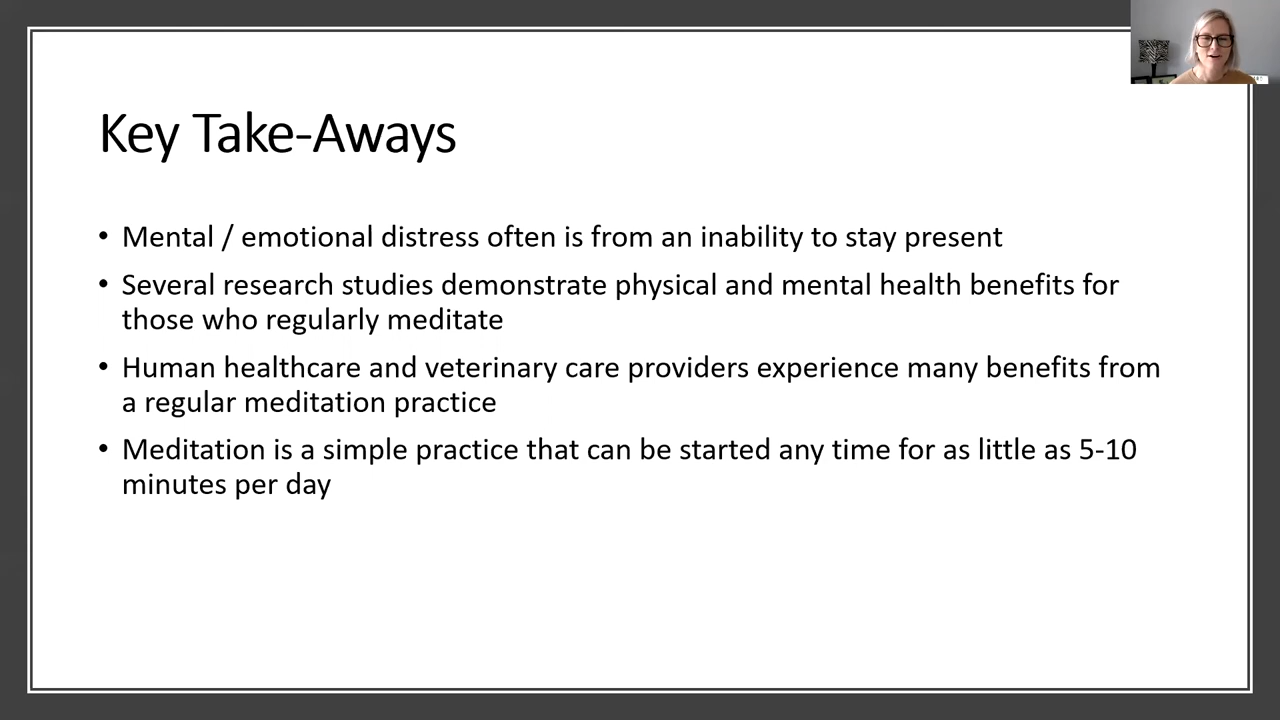 Key Take-Aways
• Mental / emotional distress often is from an inability to stay present
• Several research studies demonstrate physical and mental health benefits for
those who regularly meditate
• Human healthcare and veterinary care providers experience many benefits from
a regular meditation practice
• Meditation is a simple practice that can be started any time for as little as 5-10
minutes per day